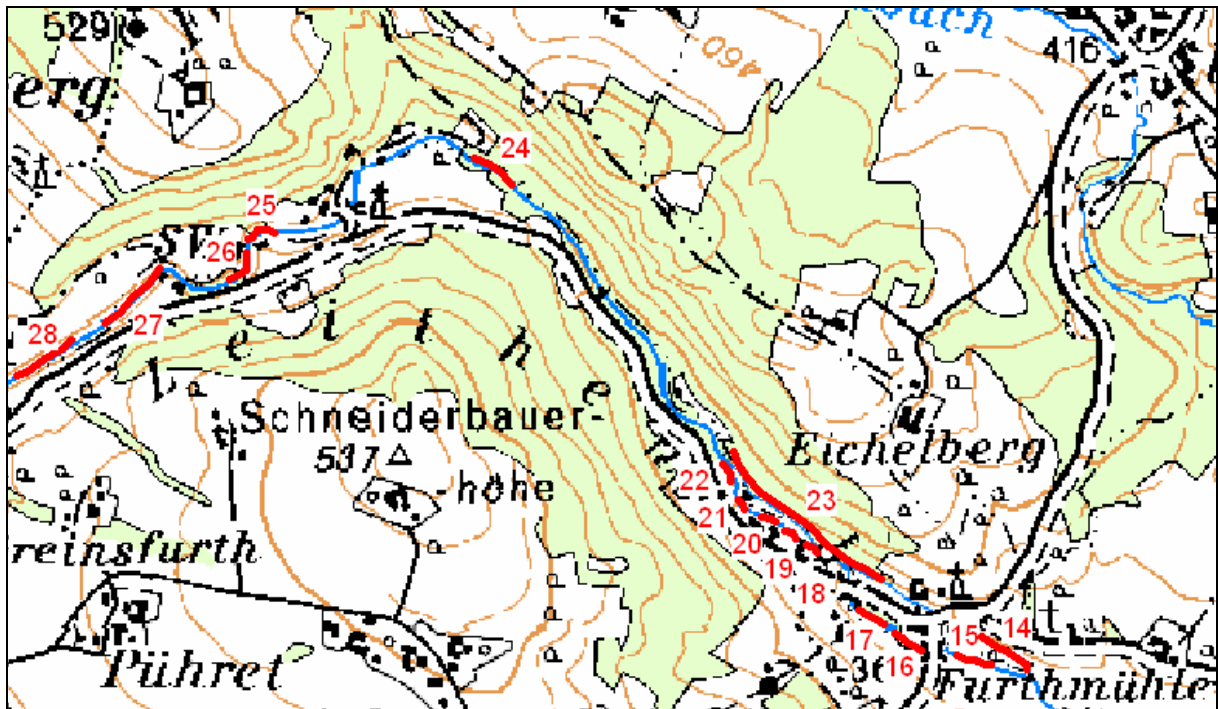 529
erg
460
416
24
25
26
27
28
Leithen
Schneiderbauer-
537
-höhe
Eichelberg
22
23
21
20
19
18
reinsfurth
17
16
15
14
Pühret
Furthmühle